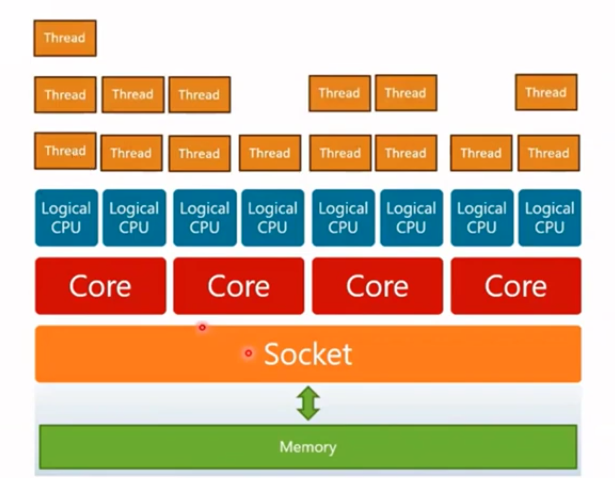 Thread
Thread Thread Thread Thread Thread Thread
Thread Thread Thread Thread Thread Thread Thread Thread
Logical Logical Logical Logical Logical Logical Logical Logical
CPU CPU CPU CPU CPU CPU CPU CPU
Core Core Core Core
Socket
Memory